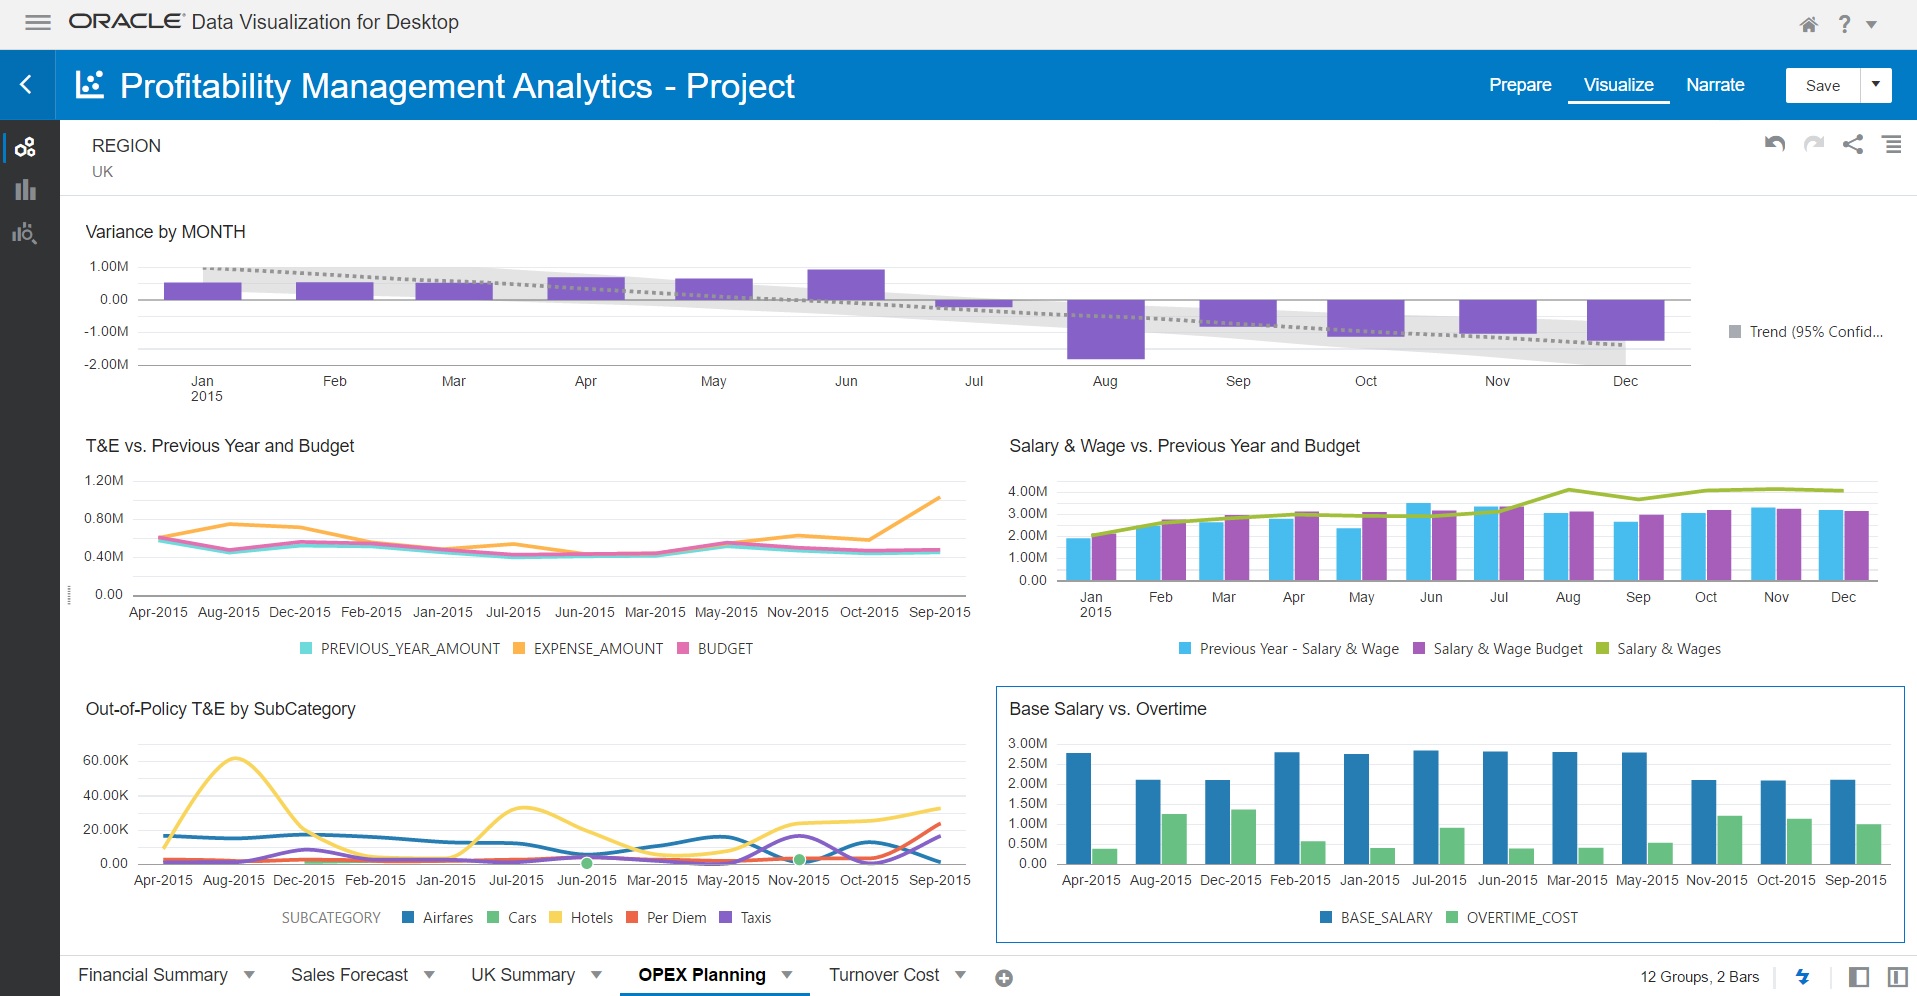 ORACLE Data Visualization for Desktop
?
Profitability Management Analytics - Project
Prepare Visualize Narrate Save
REGION
UK
Variance by MONTH
1.00M
0.00
-1.00M
-2.00M
Jan Feb Mar Apr May Jun Jul Aug Sep Oct Nov Dec
2015
Trend (95% Confid...
T&E vs. Previous Year and Budget
1.20M
0.80M
0.40M
0.00
Apr-2015 Aug-2015 Dec-2015 Feb-2015 Jan-2015 Jul-2015 Jun-2015 Mar-2015 May-2015 Nov-2015 Oct-2015 Sep-2015
PREVIOUS_YEAR_AMOUNT EXPENSE_AMOUNT BUDGET
Salary & Wage vs. Previous Year and Budget
4.00M
3.00M
2.00M
1.00M
0.00
Jan Feb Mar Apr May Jun Jul Aug Sep Oct Nov Dec
2015
Previous Year - Salary & Wage Salary & Wage Budget Salary & Wages
Out-of-Policy T&E by SubCategory
60.00K
40.00K
20.00K
0.00
Apr-2015 Aug-2015 Dec-2015 Feb-2015 Jan-2015 Jul-2015 Jun-2015 Mar-2015 May-2015 Nov-2015 Oct-2015 Sep-2015
SUBCATEGORY Airfares Cars Hotels Per Diem Taxis
Base Salary vs. Overtime
3.00M
2.50M
2.00M
1.50M
1.00M
0.50M
0.00
Apr-2015 Aug-2015 Dec-2015 Feb-2015 Jan-2015 Jul-2015 Jun-2015 Mar-2015 May-2015 Nov-2015 Oct-2015 Sep-2015
BASE_SALARY OVERTIME_COST
Financial Summary Sales Forecast UK Summary OPEX Planning Turnover Cost
12 Groups, 2 Bars